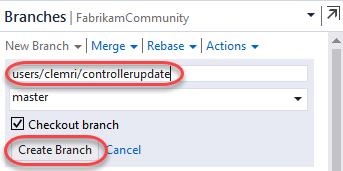 Branches | FabrikamCommunity
New Branch | Merge | Rebase | Actions
users/clemri/controllerupdate
master
Checkout branch
Create Branch Cancel